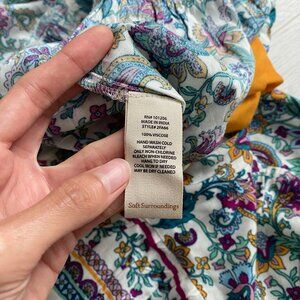 RN# 101206
MADE IN INDIA
STYLE# 2FA66
100% VISCOSE
HAND WASH COLD
SEPARATELY
ONLY NON-CHLORINE
BLEACH WHEN NEEDED
HANG TO DRY
COOL IRON IF NEEDED
MAY BE DRY CLEANED
Soft Surroundings